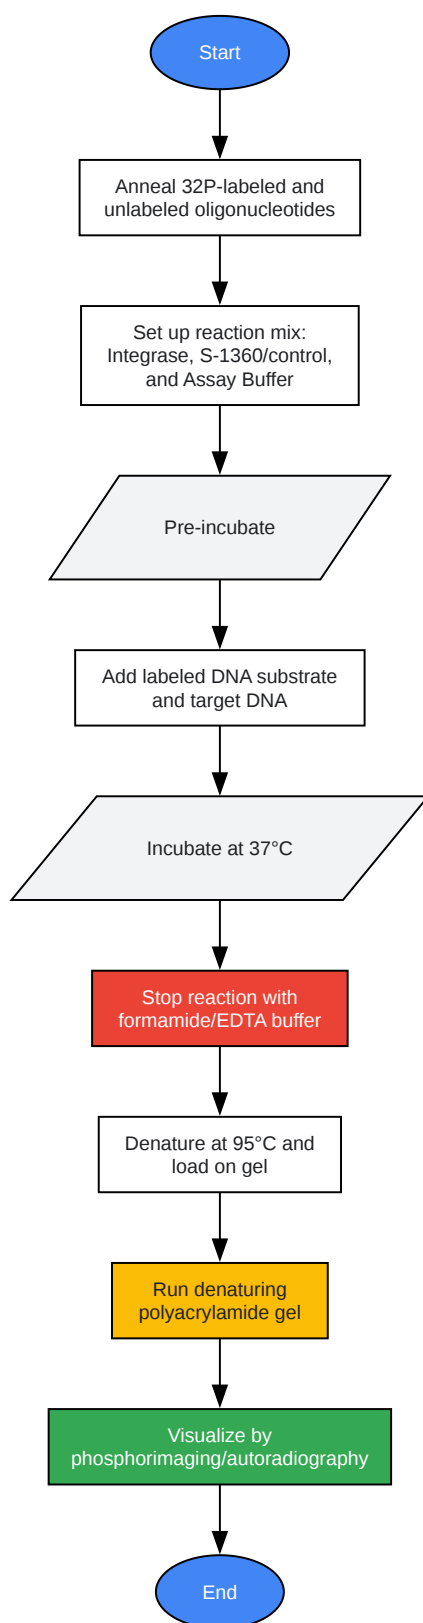 Start
Anneal 32P-labeled and
unlabeled oligonucleotides
Set up reaction mix:
Integrase, S-1360/control,
and Assay Buffer
Pre-incubate
Add labeled DNA substrate
and target DNA
Incubate at 37°C
Stop reaction with
formamide/EDTA buffer
Denature at 95°C and
load on gel
Run denaturing
polyacrylamide gel
Visualize by
phosphorimaging/autoradiography
End